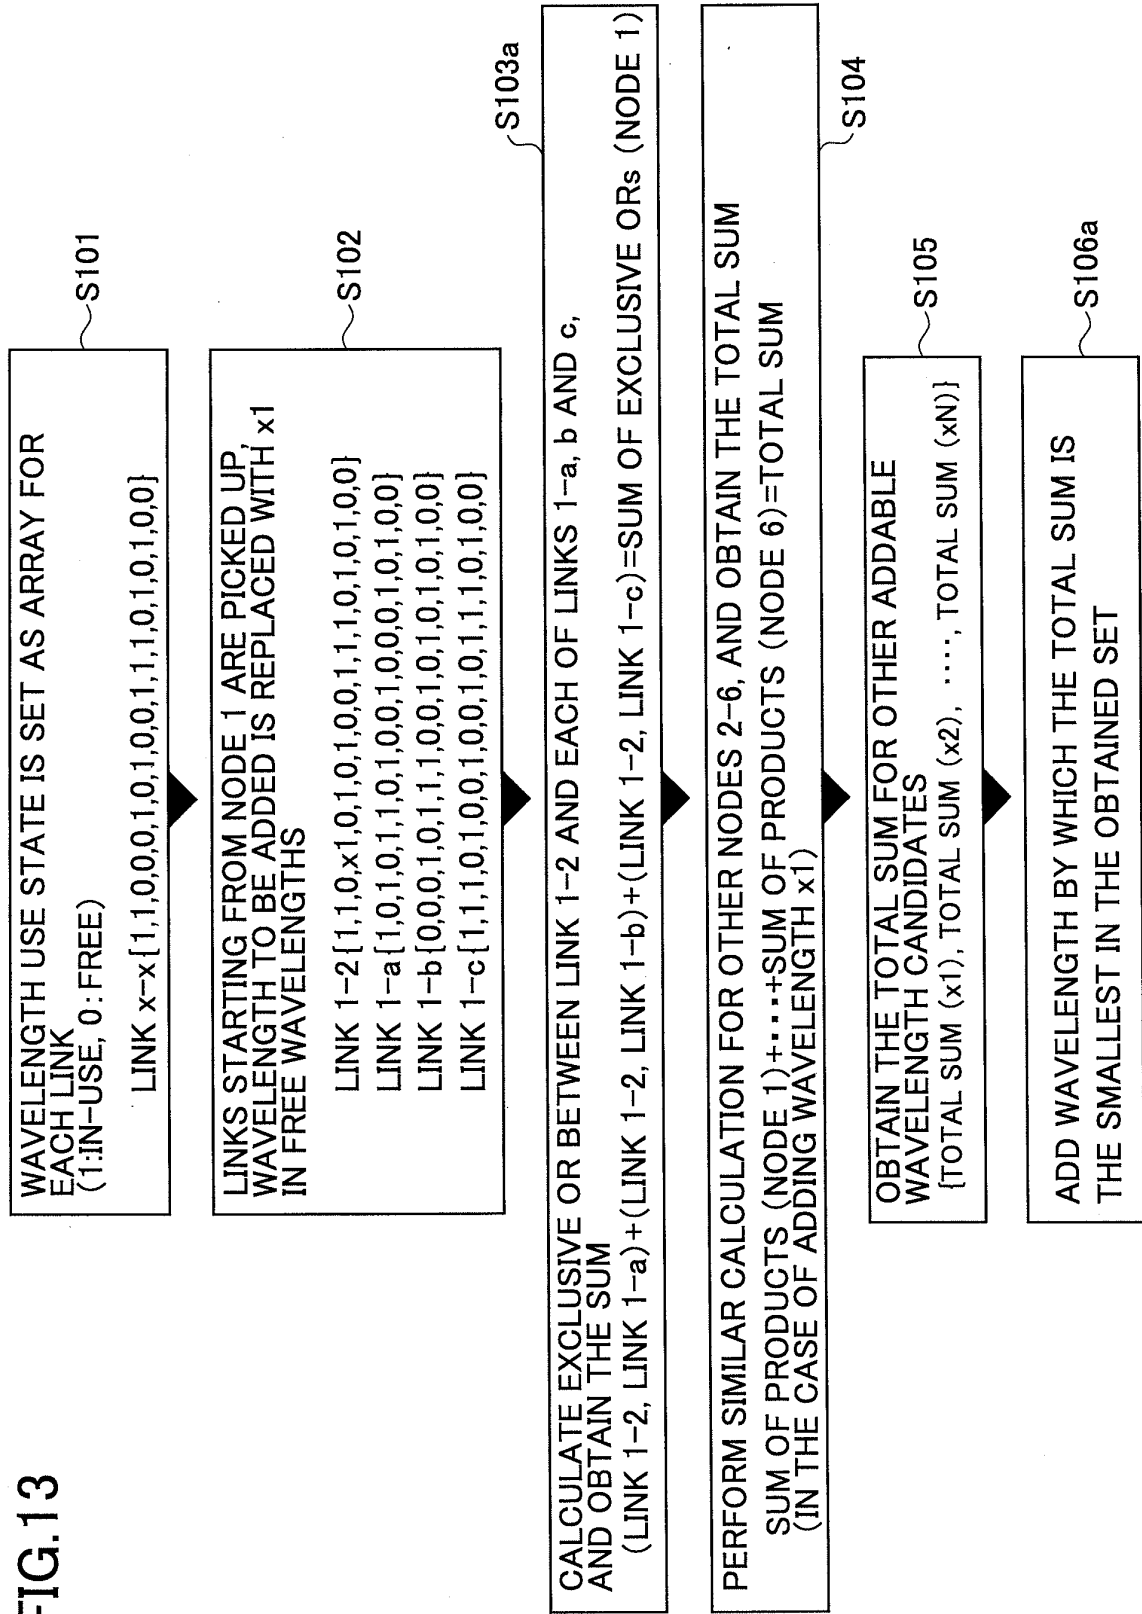 FIG.13
WAVELENGTH USE STATE IS SET AS ARRAY FOR
EACH LINK
(1:IN-USE, 0:FREE)
LINK x-x{1,1,0,0,0,1,0,1,0,0,1,1,1,0,1,0,1,0,0}
S101
LINKS STARTING FROM NODE 1 ARE PICKED UP,
WAVELENGTH TO BE ADDED IS REPLACED WITH x1
IN FREE WAVELENGTHS
LINK 1-2{1,1,0,x1,0,1,0,1,0,0,1,1,1,0,1,0,1,0,0}
LINK 1-a{1,0,1,0,1,1,0,1,0,0,1,0,0,0,1,0,1,0,0}
LINK 1-b{0,0,0,1,0,1,1,1,0,0,1,0,1,0,1,0,1,0,0}
LINK 1-c{1,1,1,0,1,0,0,1,0,0,1,0,1,1,1,0,1,0,0}
S102
CALCULATE EXCLUSIVE OR BETWEEN LINK 1-2 AND EACH OF LINKS 1-a, b AND c,
AND OBTAIN THE SUM
(LINK 1-2, LINK 1-a)+(LINK 1-2, LINK 1-b)+(LINK 1-2, LINK 1-c)=SUM OF EXCLUSIVE ORs (NODE 1)
S103a
PERFORM SIMILAR CALCULATION FOR OTHER NODES 2-6, AND OBTAIN THE TOTAL SUM
SUM OF PRODUCTS (NODE 1)+···+SUM OF PRODUCTS (NODE 6)=TOTAL SUM
(IN THE CASE OF ADDING WAVELENGTH x1)
S104
OBTAIN THE TOTAL SUM FOR OTHER ADDABLE
WAVELENGTH CANDIDATES
{TOTAL SUM (x1), TOTAL SUM (x2), ····, TOTAL SUM (xN)}
S105
ADD WAVELENGTH BY WHICH THE TOTAL SUM IS
THE SMALLEST IN THE OBTAINED SET
S106a